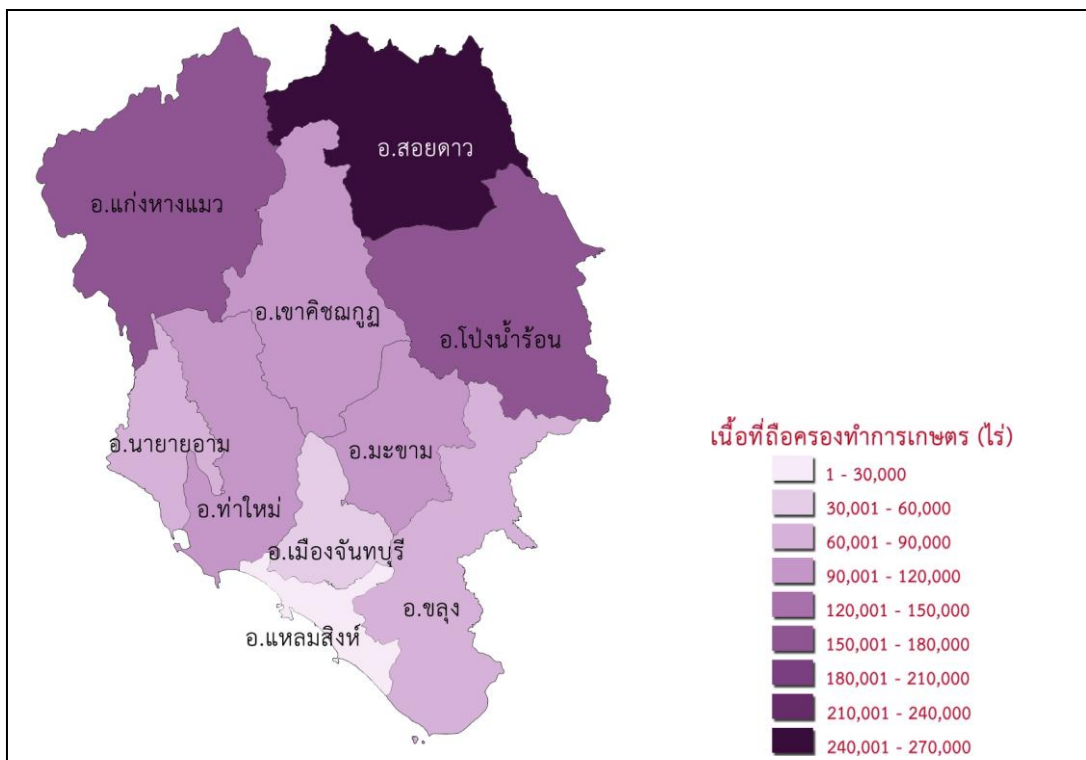 อ.สอยดาว
อ.แก่งหางแมว
อ.เขาคิชฌกูฏ
อ.โป่งน้ำร้อน
อ.นายายอาม
อ.มะขาม
อ.ท่าใหม่
อ.เมืองจันทบุรี
อ.ขลุง
อ.แหลมสิงห์
เนื้อที่ถือครองทำการเกษตร (ไร่)
1 - 30,000
30,001 - 60,000
60,001 - 90,000
90,001 - 120,000
120,001 - 150,000
150,001 - 180,000
180,001 - 210,000
210,001 - 240,000
240,001 - 270,000